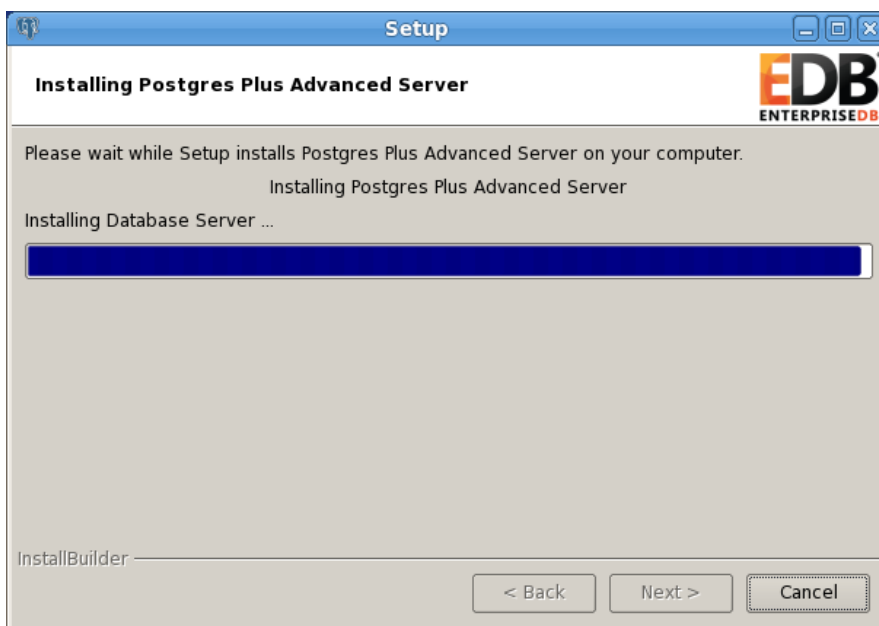 Setup
Installing Postgres Plus Advanced Server
EDB
ENTERPRISEDB
Please wait while Setup installs Postgres Plus Advanced Server on your computer.
Installing Postgres Plus Advanced Server
Installing Database Server ...
InstallBuilder
< Back
Next >
Cancel